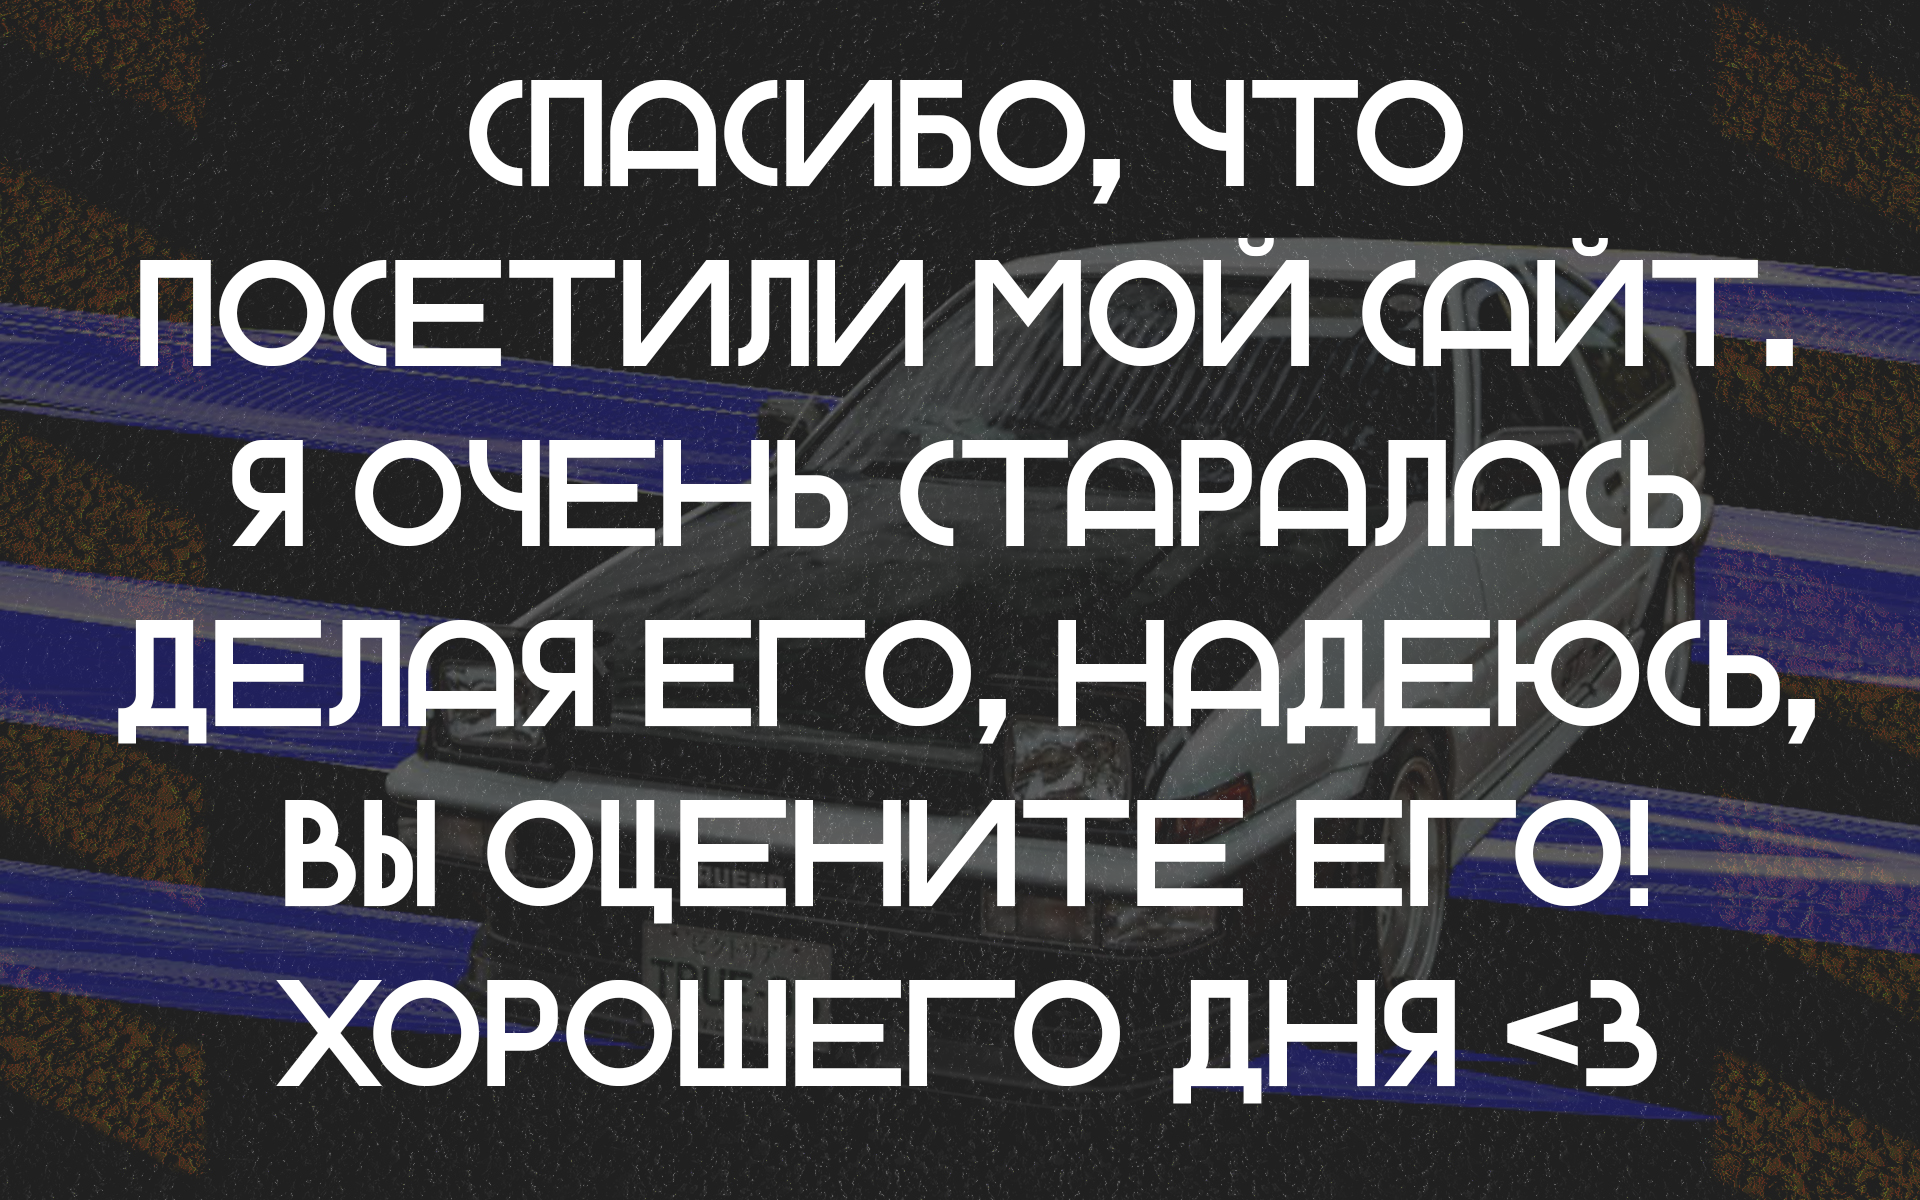 СПАСИБО, ЧТО
ПОСЕТИЛИ МОЙ САЙТ.
Я ОЧЕНЬ СТАРАЛАСЬ
ДЕЛАЯ ЕГО, НАДЕЮСЬ,
ВЫ ОЦЕНИТЕ ЕГО!
ХОРОШЕГО ДНЯ <3